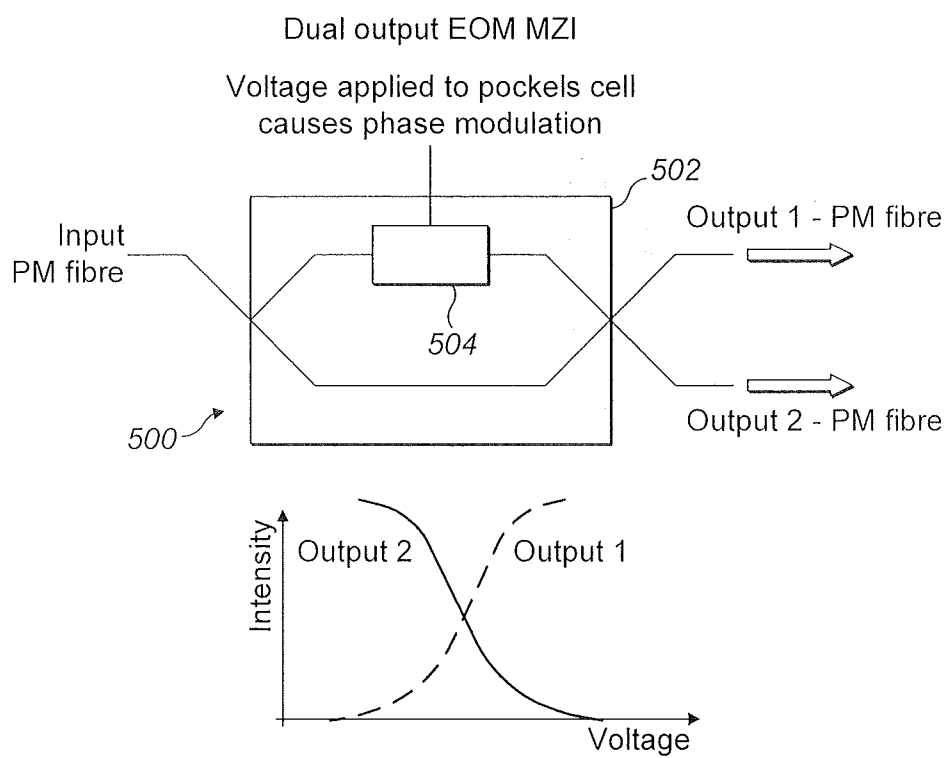 Dual output EOM MZI
Voltage applied to pockels cell
causes phase modulation
502
Input
PM fibre
Output 1 - PM fibre
504
500
Output 2 - PM fibre
Intensity
Output 2
Output 1
Voltage